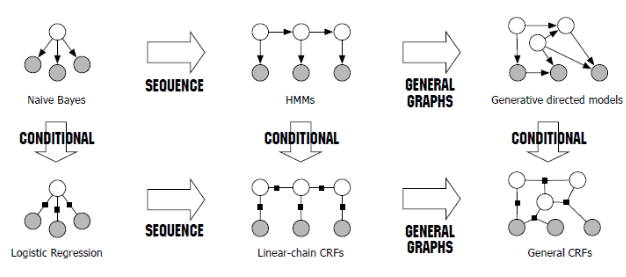 SEQUENCE
GENERAL
GRAPHS
Naive Bayes
HMMs
Generative directed models
CONDITIONAL
CONDITIONAL
CONDITIONAL
SEQUENCE
GENERAL
GRAPHS
Logistic Regression
Linear-chain CRFs
General CRFs